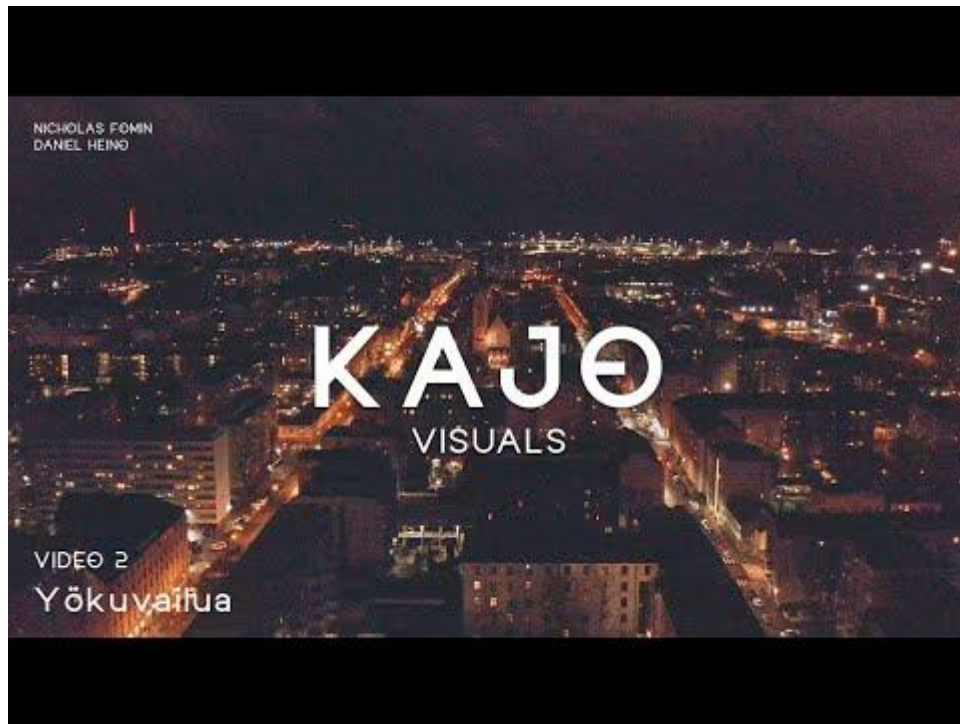 NICHOLAS FOMIN
DANIEL HEINO
KAJO
VISUALS
VIDEO 2
Yökuvailua